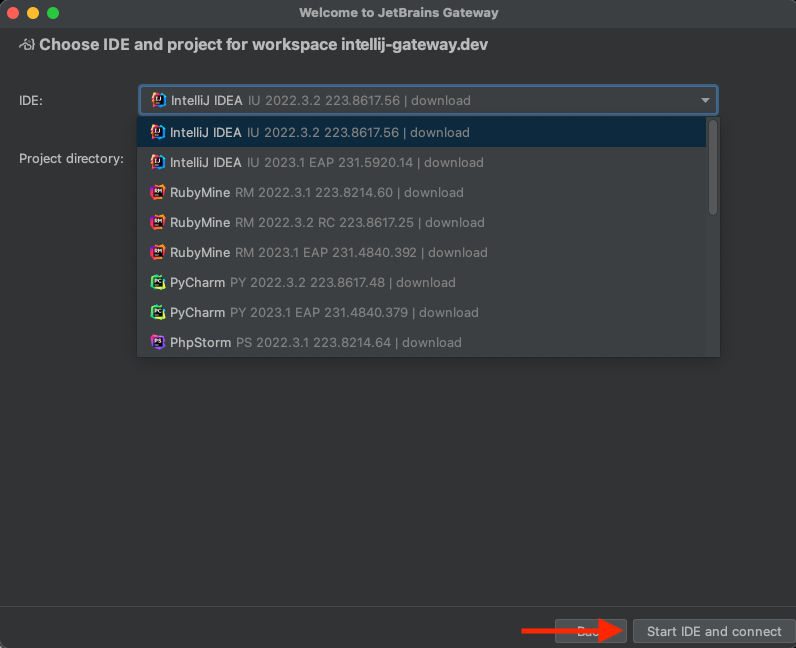 Welcome to JetBrains Gateway
Choose IDE and project for workspace intellij-gateway.dev
IDE:
IntelliJ IDEA IU 2022.3.2 223.8617.56 | download
IntelliJ IDEA IU 2022.3.2 223.8617.56 | download
IntelliJ IDEA IU 2023.1 EAP 231.5920.14 | download
Project directory:
RubyMine RM 2022.3.1 223.8214.60 | download
RubyMine RM 2022.3.2 RC 223.8617.25 | download
RubyMine RM 2023.1 EAP 231.4840.392 | download
PyCharm PY 2022.3.2 223.8617.48 | download
PyCharm PY 2023.1 EAP 231.4840.379 | download
PhpStorm PS 2022.3.1 223.8214.64 | download
Start IDE and connect